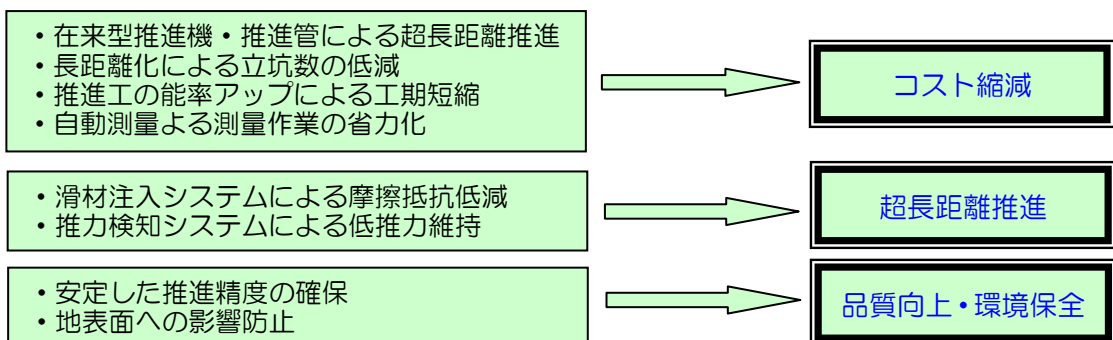 ・在来型推進機・推進管による超長距離推進
・長距離化による立坑数の低減
・推進工の能率アップによる工期短縮
・自動測量よる測量作業の省力化
コスト縮減
・滑材注入システムによる摩擦抵抗低減
・推力検知システムによる低推力維持
超長距離推進
・安定した推進精度の確保
・地表面への影響防止
品質向上・環境保全